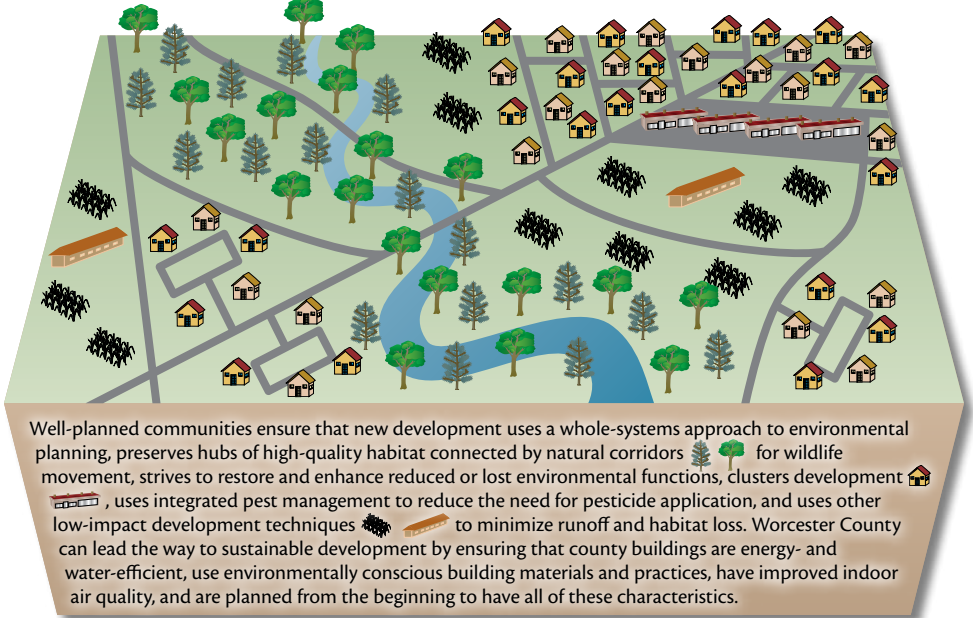 Well-planned communities ensure that new development uses a whole-systems approach to environmental
planning, preserves hubs of high-quality habitat connected by natural corridors for wildlife
movement, strives to restore and enhance reduced or lost environmental functions, clusters development
, uses integrated pest management to reduce the need for pesticide application, and uses other
low-impact development techniques to minimize runoff and habitat loss. Worcester County
can lead the way to sustainable development by ensuring that county buildings are energy- and
water-efficient, use environmentally conscious building materials and practices, have improved indoor
air quality, and are planned from the beginning to have all of these characteristics.